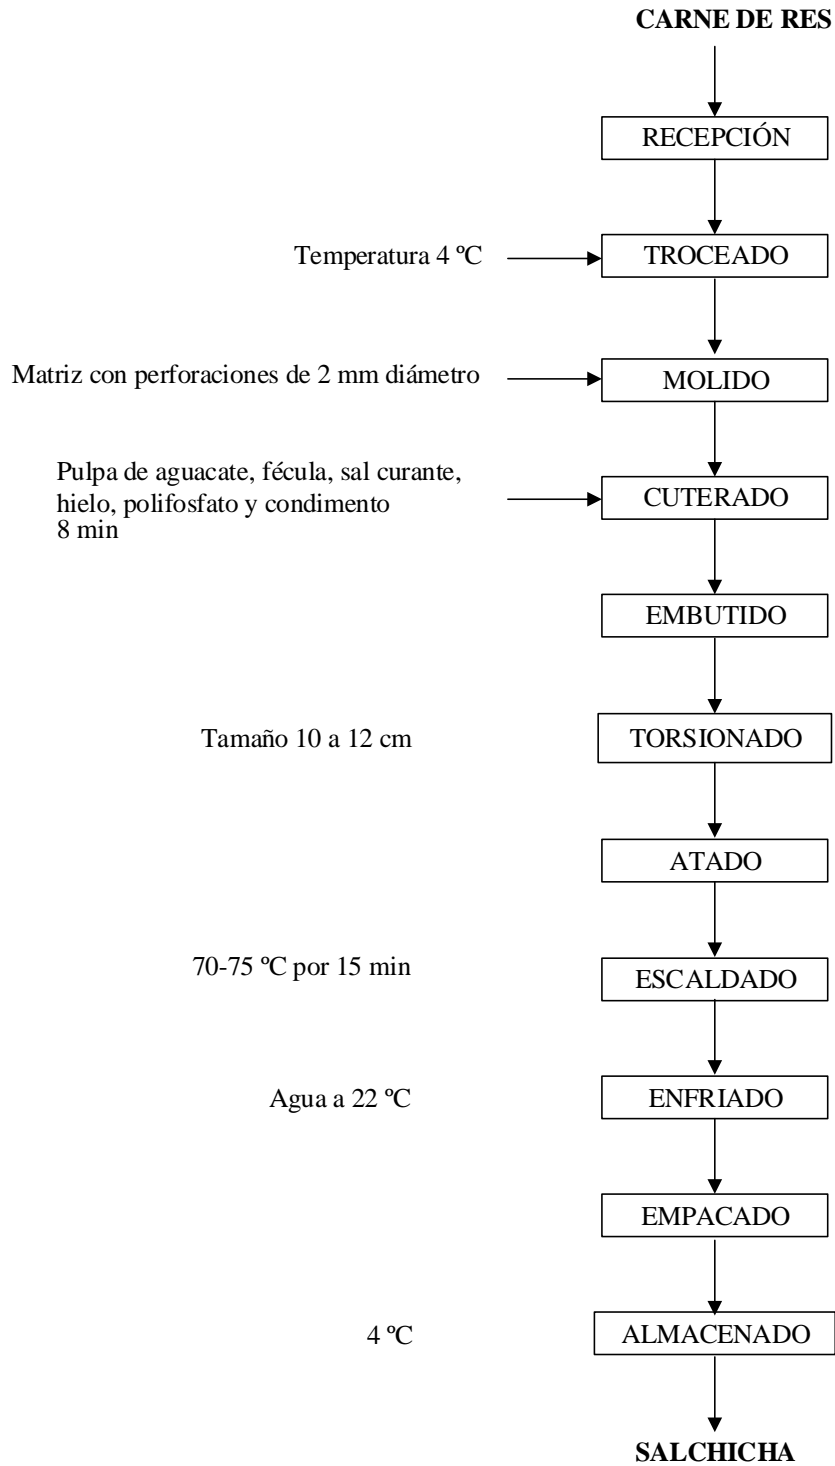 CARNE DE RES
RECEPCIÓN
Temperatura 4 ºC
TROCEADO
Matriz con perforaciones de 2 mm diámetro
MOLIDO
Pulpa de aguacate, fécula, sal curante,
hielo, polifosfato y condimento
8 min
CUTERADO
EMBUTIDO
Tamaño 10 a 12 cm
TORSIONADO
ATADO
70-75 ºC por 15 min
ESCALDADO
Agua a 22 ºC
ENFRIADO
EMPACADO
4 ºC
ALMACENADO
SALCHICHA